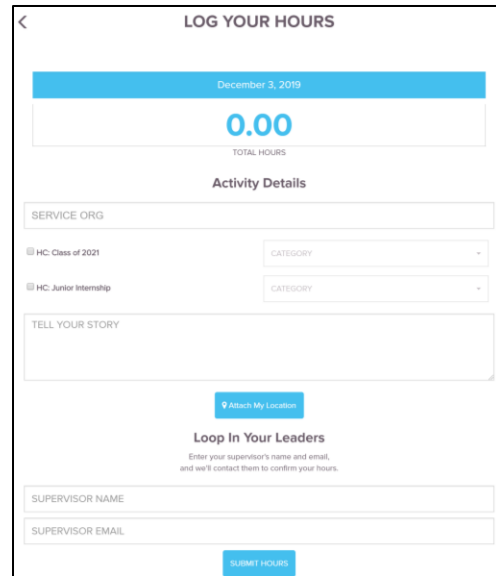 LOG YOUR HOURS
December 3, 2019
0.00
TOTAL HOURS
Activity Details
SERVICE ORG
HC: Class of 2021
CATEGORY
HC: Junior Internship
CATEGORY
TELL YOUR STORY
Attach My Location
Loop In Your Leaders
Enter your supervisor's name and email,
and we'll contact them to confirm your hours.
SUPERVISOR NAME
SUPERVISOR EMAIL
SUBMIT HOURS